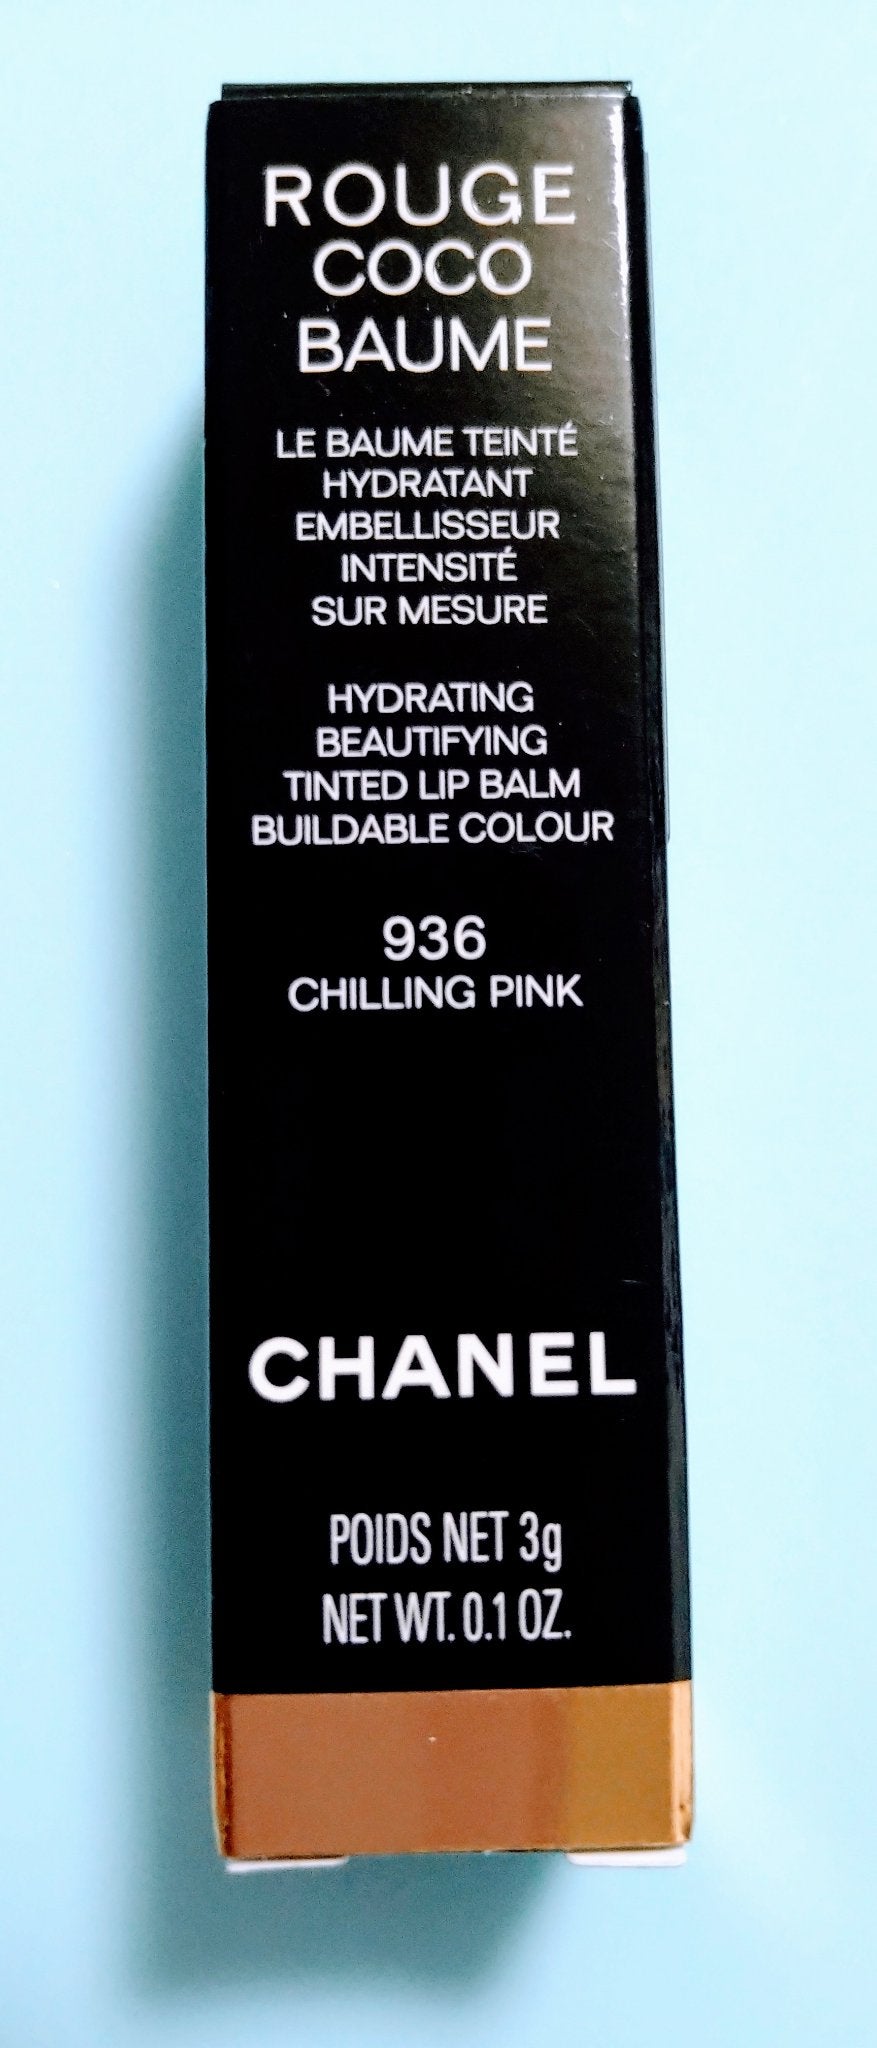 ROUGE
COCO
BAUME
LE BAUME TEINTÉ
HYDRATANT
EMBELLISSEUR
INTENSITÉ
SUR MESURE
HYDRATING
BEAUTIFYING
TINTED LIP BALM
BUILDABLE COLOUR
936
CHILLING PINK
CHANEL
POIDS NET 3g
NET WT. 0.1 OZ.